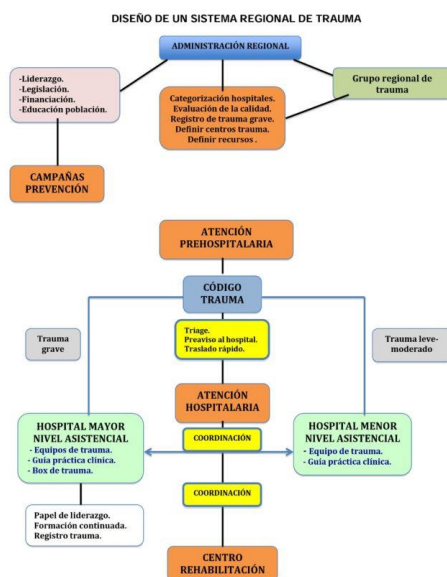 DISEÑO DE UN SISTEMA REGIONAL DE TRAUMA
ADMINISTRACIÓN REGIONAL
-Liderazgo.
-Legislación.
-Financiación.
-Educación población.
Categorización hospitales.
Evaluación de la calidad.
Registro de trauma grave.
Definir centros trauma.
Definir recursos .
Grupo regional de
trauma
CAMPAÑAS
PREVENCIÓN
ATENCIÓN
PREHOSPITALARIA
CÓDIGO
TRAUMA
Trauma
grave
Triage.
Preaviso al hospital.
Traslado rápido.
Trauma leve-
moderado
ATENCIÓN
HOSPITALARIA
HOSPITAL MAYOR
NIVEL ASISTENCIAL
- Equipos de trauma.
- Guía práctica clínica.
- Box de trauma.
COORDINACIÓN
HOSPITAL MENOR
NIVEL ASISTENCIAL
- Equipo de trauma.
- Guía práctica clínica.
COORDINACIÓN
Papel de liderazgo.
Formación continuada.
Registro trauma.
CENTRO
REHABILITACIÓN